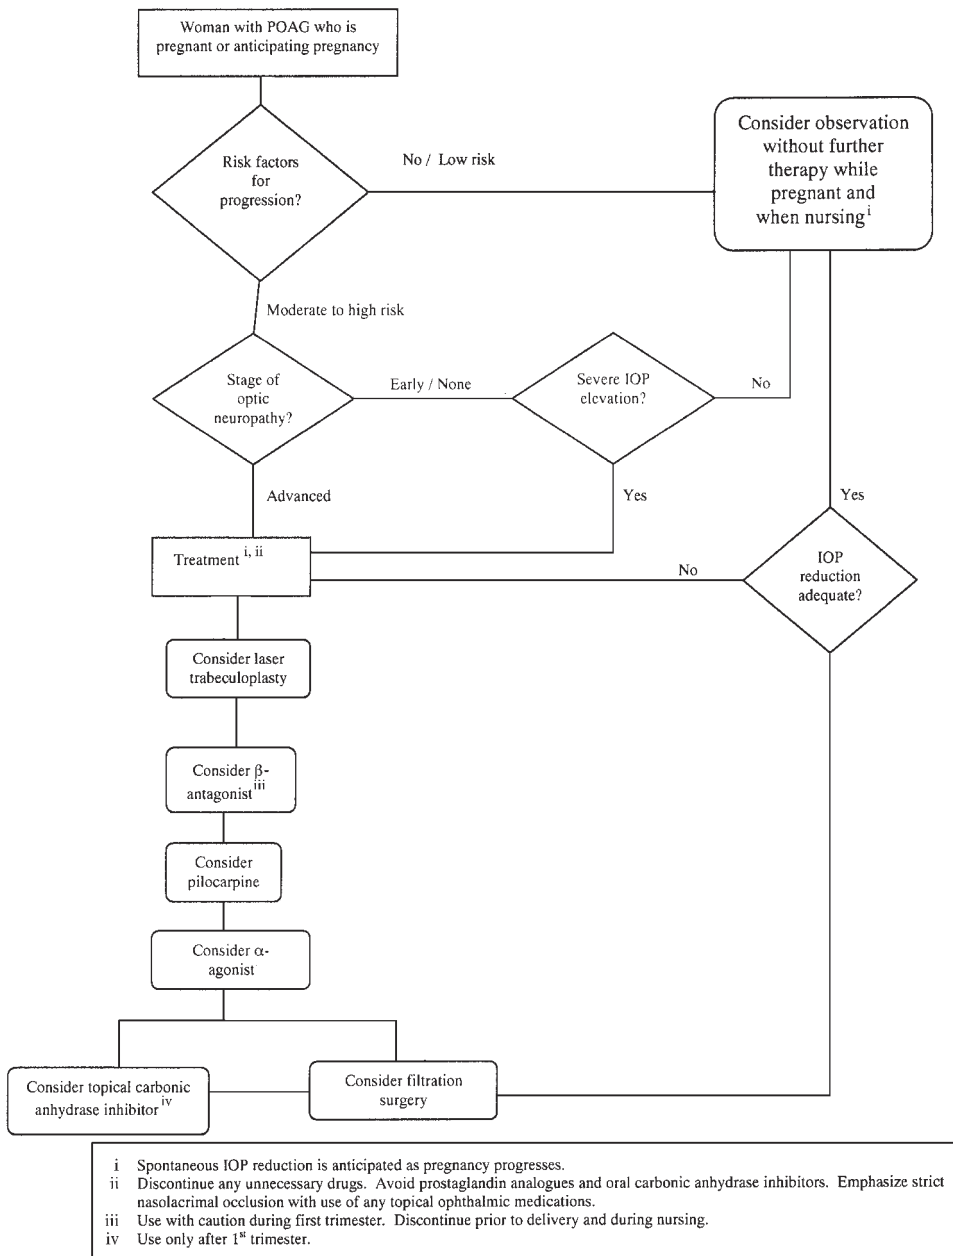 Woman with POAG who is
pregnant or anticipating pregnancy
Risk factors
for
progression?
No / Low risk
Consider observation
without further
therapy while
pregnant and
when nursing i
Moderate to high risk
Stage of
optic
neuropathy?
Early / None
Severe IOP
elevation?
No
Advanced
Yes
Yes
Treatment i, ii
No
IOP
reduction
adequate?
Consider laser
trabeculoplasty
Consider β-
antagonist iii
Consider
pilocarpine
Consider α-
agonist
Consider topical carbonic
anhydrase inhibitor iv
Consider filtration
surgery
i Spontaneous IOP reduction is anticipated as pregnancy progresses.
ii Discontinue any unnecessary drugs. Avoid prostaglandin analogues and oral carbonic anhydrase inhibitors. Emphasize strict
nasolacrimal occlusion with use of any topical ophthalmic medications.
iii Use with caution during first trimester. Discontinue prior to delivery and during nursing.
iv Use only after 1st trimester.